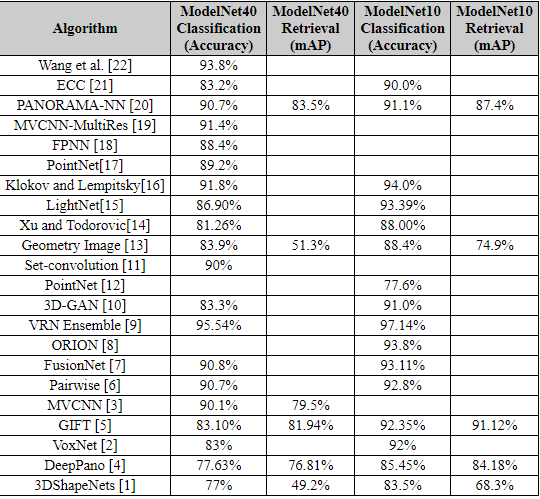 Algorithm ModelNet40 Classification (Accuracy) ModelNet40 Retrieval (mAP) ModelNet10 Classification (Accuracy) ModelNet10 Retrieval (mAP)
Wang et al. [22] 93.8%
ECC [21] 83.2% 90.0%
PANORAMA-NN [20] 90.7% 83.5% 91.1% 87.4%
MVCNN-MultiRes [19] 91.4%
FPNN [18] 88.4%
PointNet[17] 89.2%
Klokov and Lempitsky[16] 91.8% 94.0%
LightNet[15] 86.90% 93.39%
Xu and Todorovic[14] 81.26% 88.00%
Geometry Image [13] 83.9% 51.3% 88.4% 74.9%
Set-convolution [11] 90%
PointNet [12] 77.6%
3D-GAN [10] 83.3% 91.0%
VRN Ensemble [9] 95.54% 97.14%
ORION [8] 93.8%
FusionNet [7] 90.8% 93.11%
Pairwise [6] 90.7% 92.8%
MVCNN [3] 90.1% 79.5%
GIFT [5] 83.10% 81.94% 92.35% 91.12%
VoxNet [2] 83% 92%
DeepPano [4] 77.63% 76.81% 85.45% 84.18%
3DShapeNets [1] 77% 49.2% 83.5% 68.3%